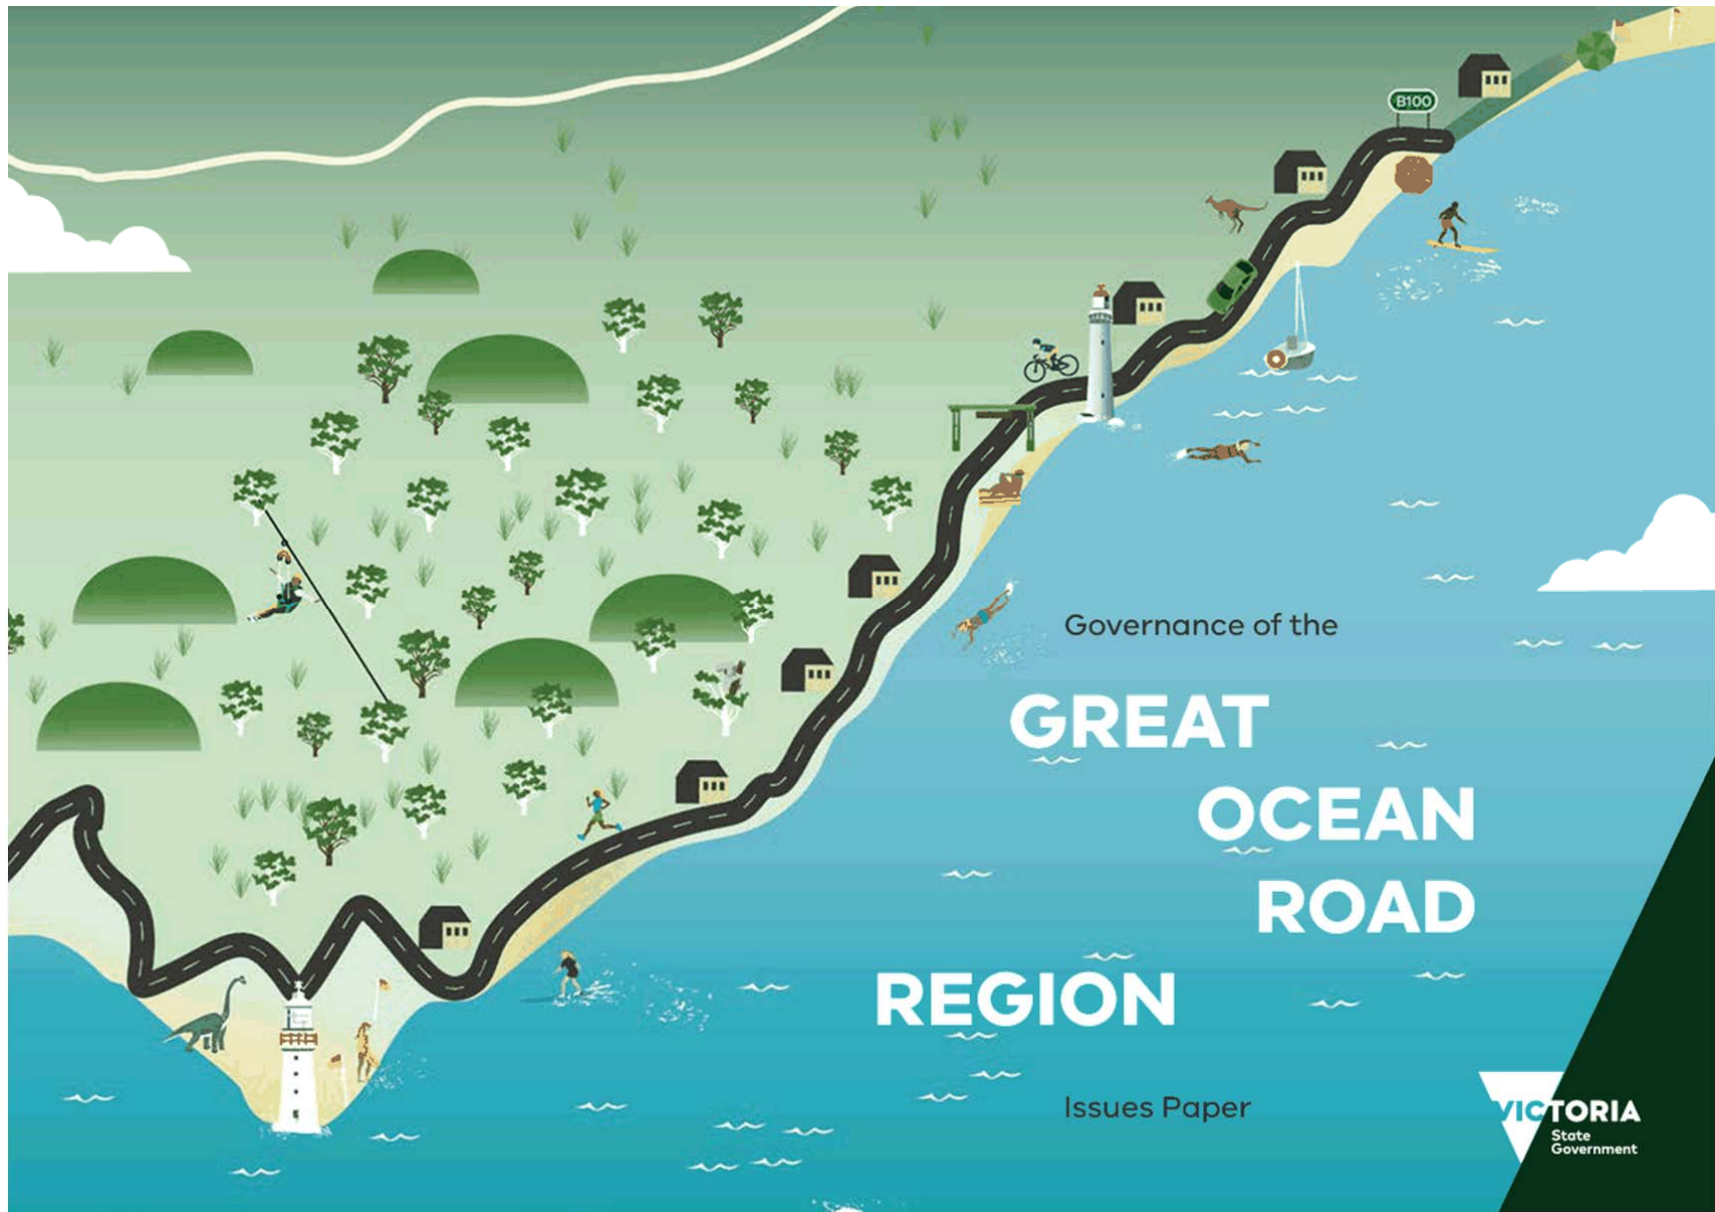 B100
Governance of the
GREAT
OCEAN
ROAD
REGION
Issues Paper
VICTORIA
State
Government